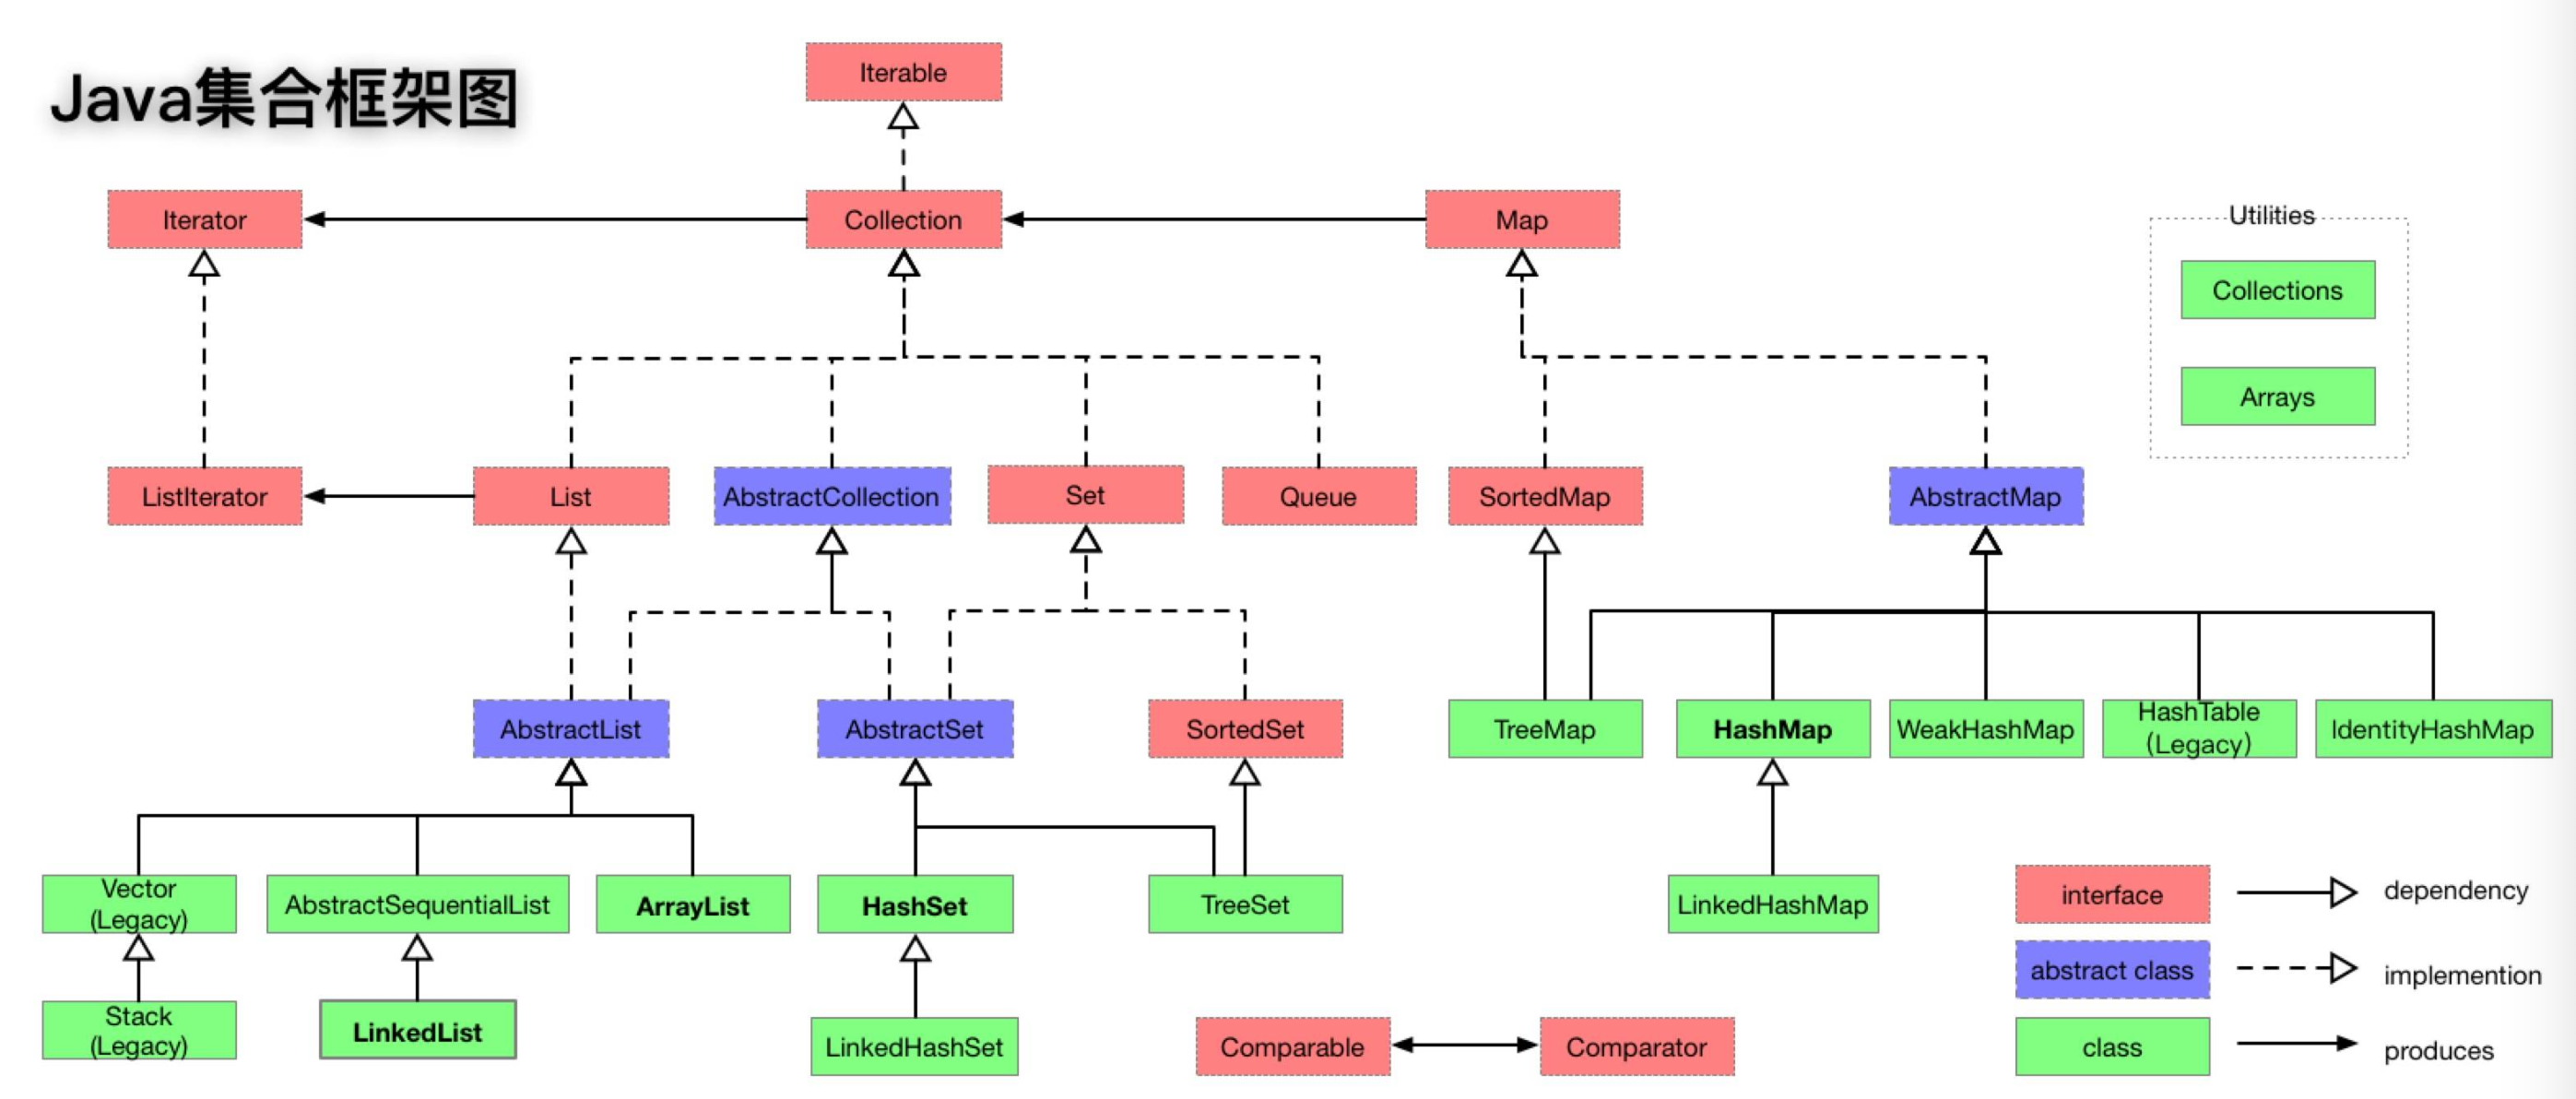 Java集合框架图
Iterable
Iterator
Collection
Map
Utilities
Collections
Arrays
ListIterator
List
AbstractCollection
Set
Queue
SortedMap
AbstractMap
AbstractList
AbstractSet
SortedSet
TreeMap
HashMap
WeakHashMap
HashTable
(Legacy)
IdentityHashMap
Vector
(Legacy)
AbstractSequentialList
ArrayList
HashSet
TreeSet
LinkedHashMap
Stack
(Legacy)
LinkedList
LinkedHashSet
Comparable
Comparator
interface
dependency
abstract class
implemention
class
produces